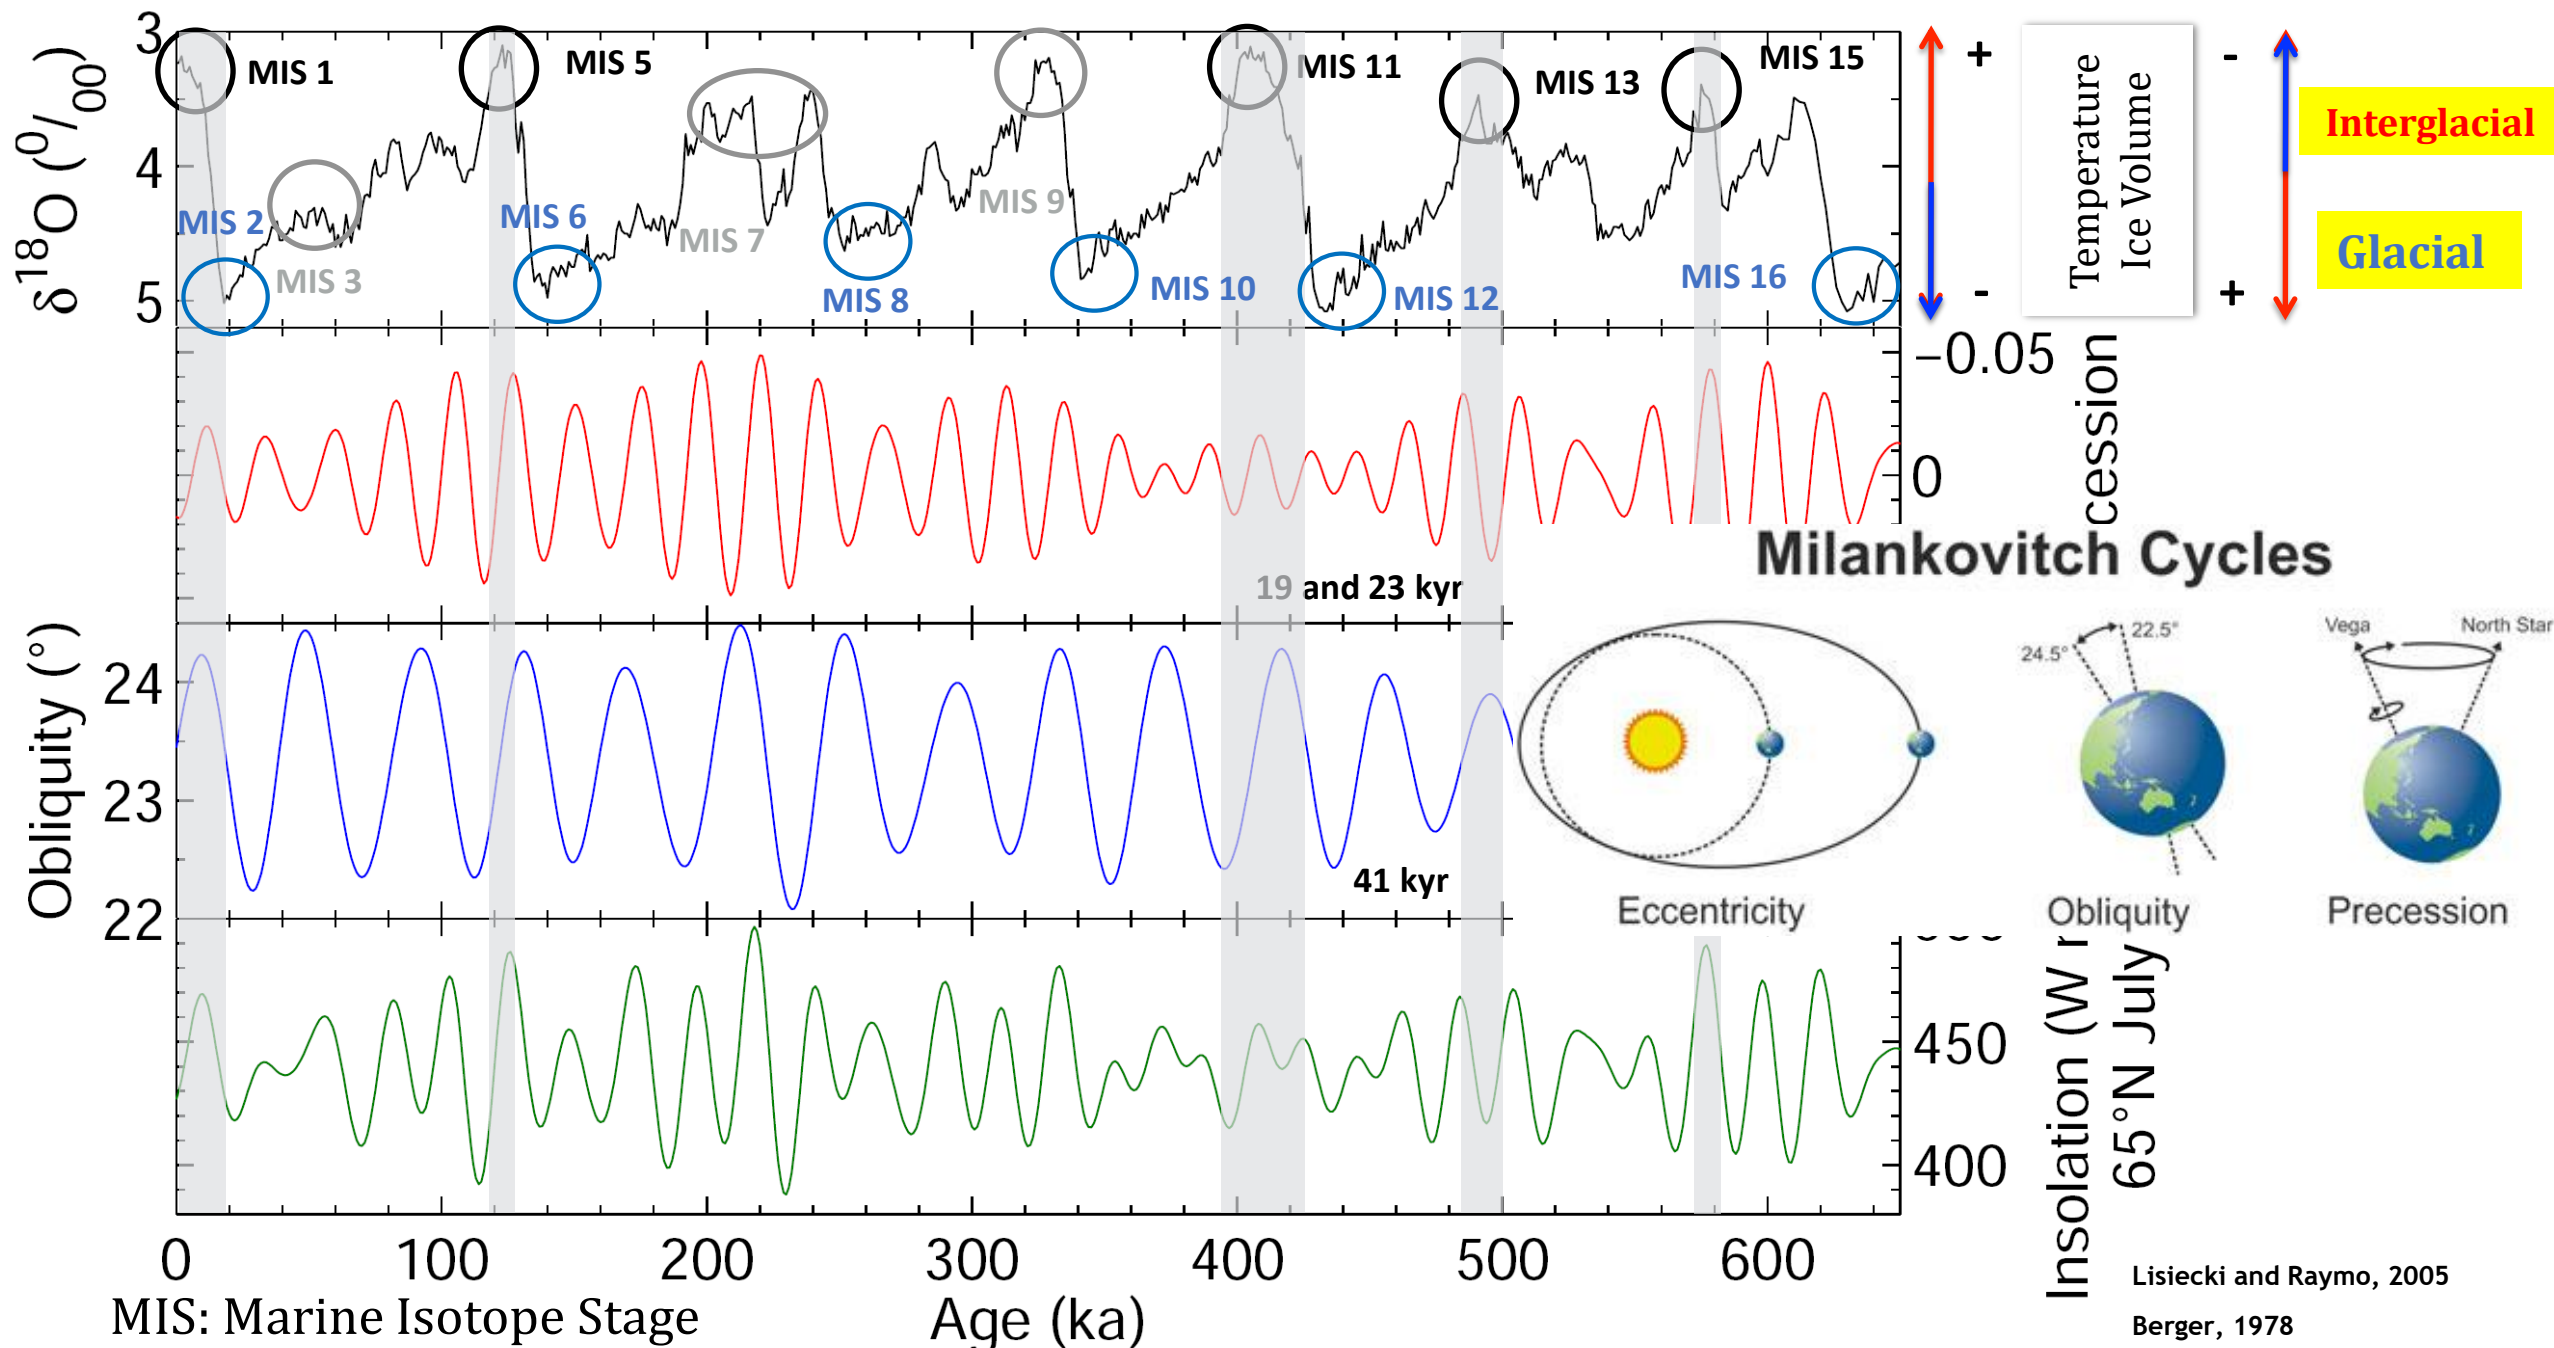 3
4
5
δ18O (0/00)
MIS 1
MIS 5
MIS 11
MIS 13
MIS 15
MIS 2
MIS 3
MIS 6
MIS 7
MIS 8
MIS 9
MIS 10
MIS 12
MIS 16
+
-
Temperature
Ice Volume
-
+
Interglacial
Glacial
−0.05
0
cession
19 and 23 kyr
Milankovitch Cycles
Obliquity (°)
24
23
22
41 kyr
24.5°
22.5°
Vega
North Star
Eccentricity
Obliquity
Precession
450
400
Insolation (W
65°N July
0
100
200
300
400
500
600
Age (ka)
MIS: Marine Isotope Stage
Lisiecki and Raymo, 2005
Berger, 1978